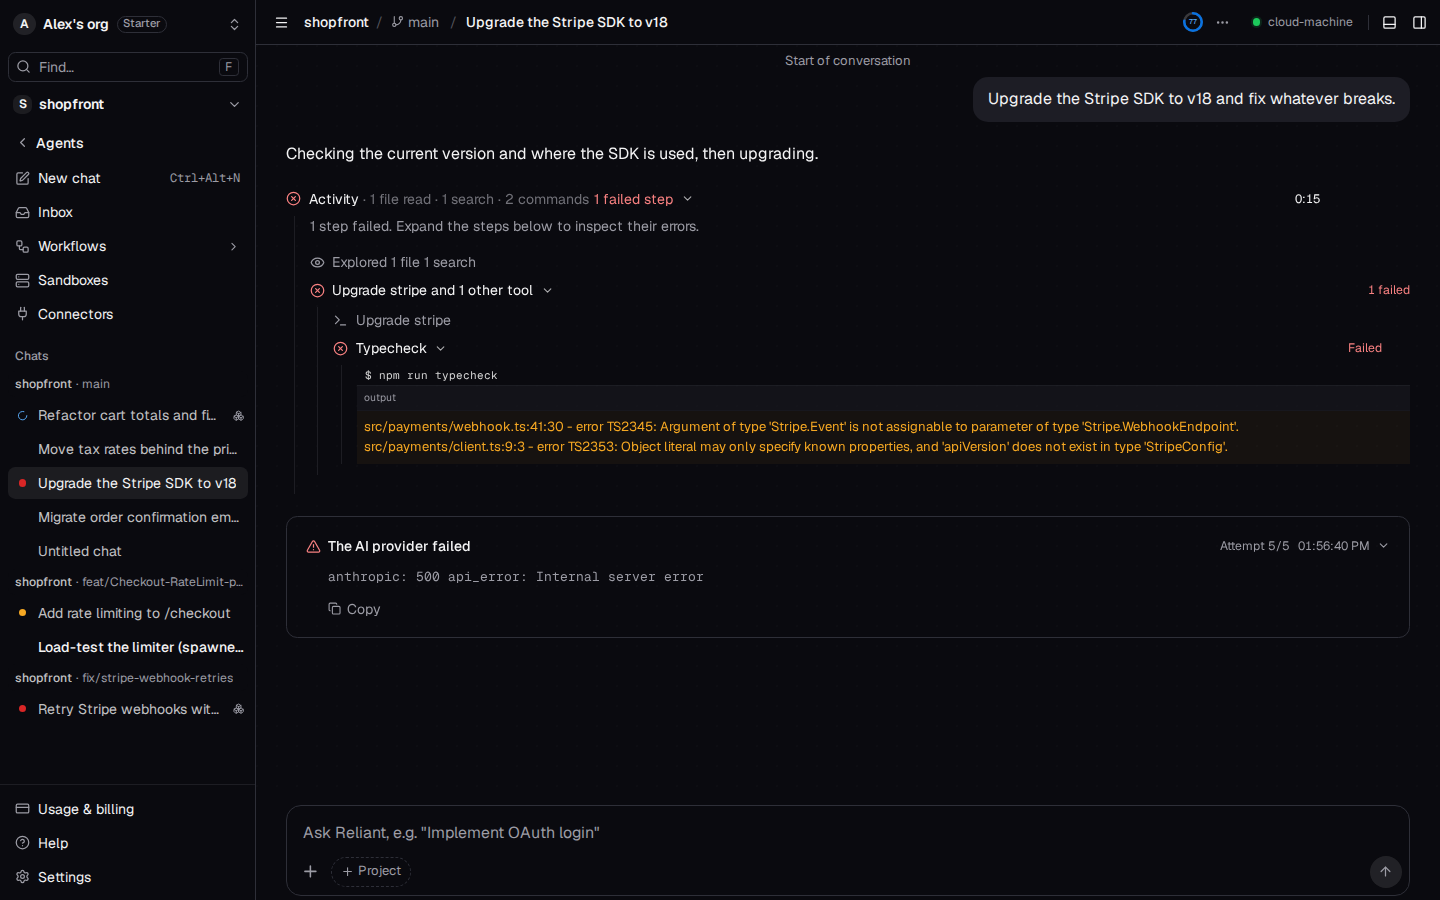 A Alex's org Starter
Find... F
S shopfront
Agents
New chat Ctrl+Alt+N
Inbox
Workflows
Sandboxes
Connectors
Chats
shopfront · main
Refactor cart totals and fi...
Move tax rates behind the pri...
Upgrade the Stripe SDK to v18
Migrate order confirmation em...
Untitled chat
shopfront · feat/Checkout-RateLimit-p...
Add rate limiting to /checkout
Load-test the limiter (spawne...
shopfront · fix/stripe-webhook-retries
Retry Stripe webhooks wit...
Usage & billing
Help
Settings
shopfront / main / Upgrade the Stripe SDK to v18
77 cloud-machine
Start of conversation
Upgrade the Stripe SDK to v18 and fix whatever breaks.
Checking the current version and where the SDK is used, then upgrading.
Activity · 1 file read · 1 search · 2 commands 1 failed step 0:15
1 step failed. Expand the steps below to inspect their errors.
Explored 1 file 1 search
Upgrade stripe and 1 other tool 1 failed
Upgrade stripe
Typecheck Failed
$ npm run typecheck
output
src/payments/webhook.ts:41:30 - error TS2345: Argument of type 'Stripe.Event' is not assignable to parameter of type 'Stripe.WebhookEndpoint'.
src/payments/client.ts:9:3 - error TS2353: Object literal may only specify known properties, and 'apiVersion' does not exist in type 'StripeConfig'.
The AI provider failed Attempt 5/5 01:56:40 PM
anthropic: 500 api_error: Internal server error
Copy
Ask Reliant, e.g. "Implement OAuth login"
Project